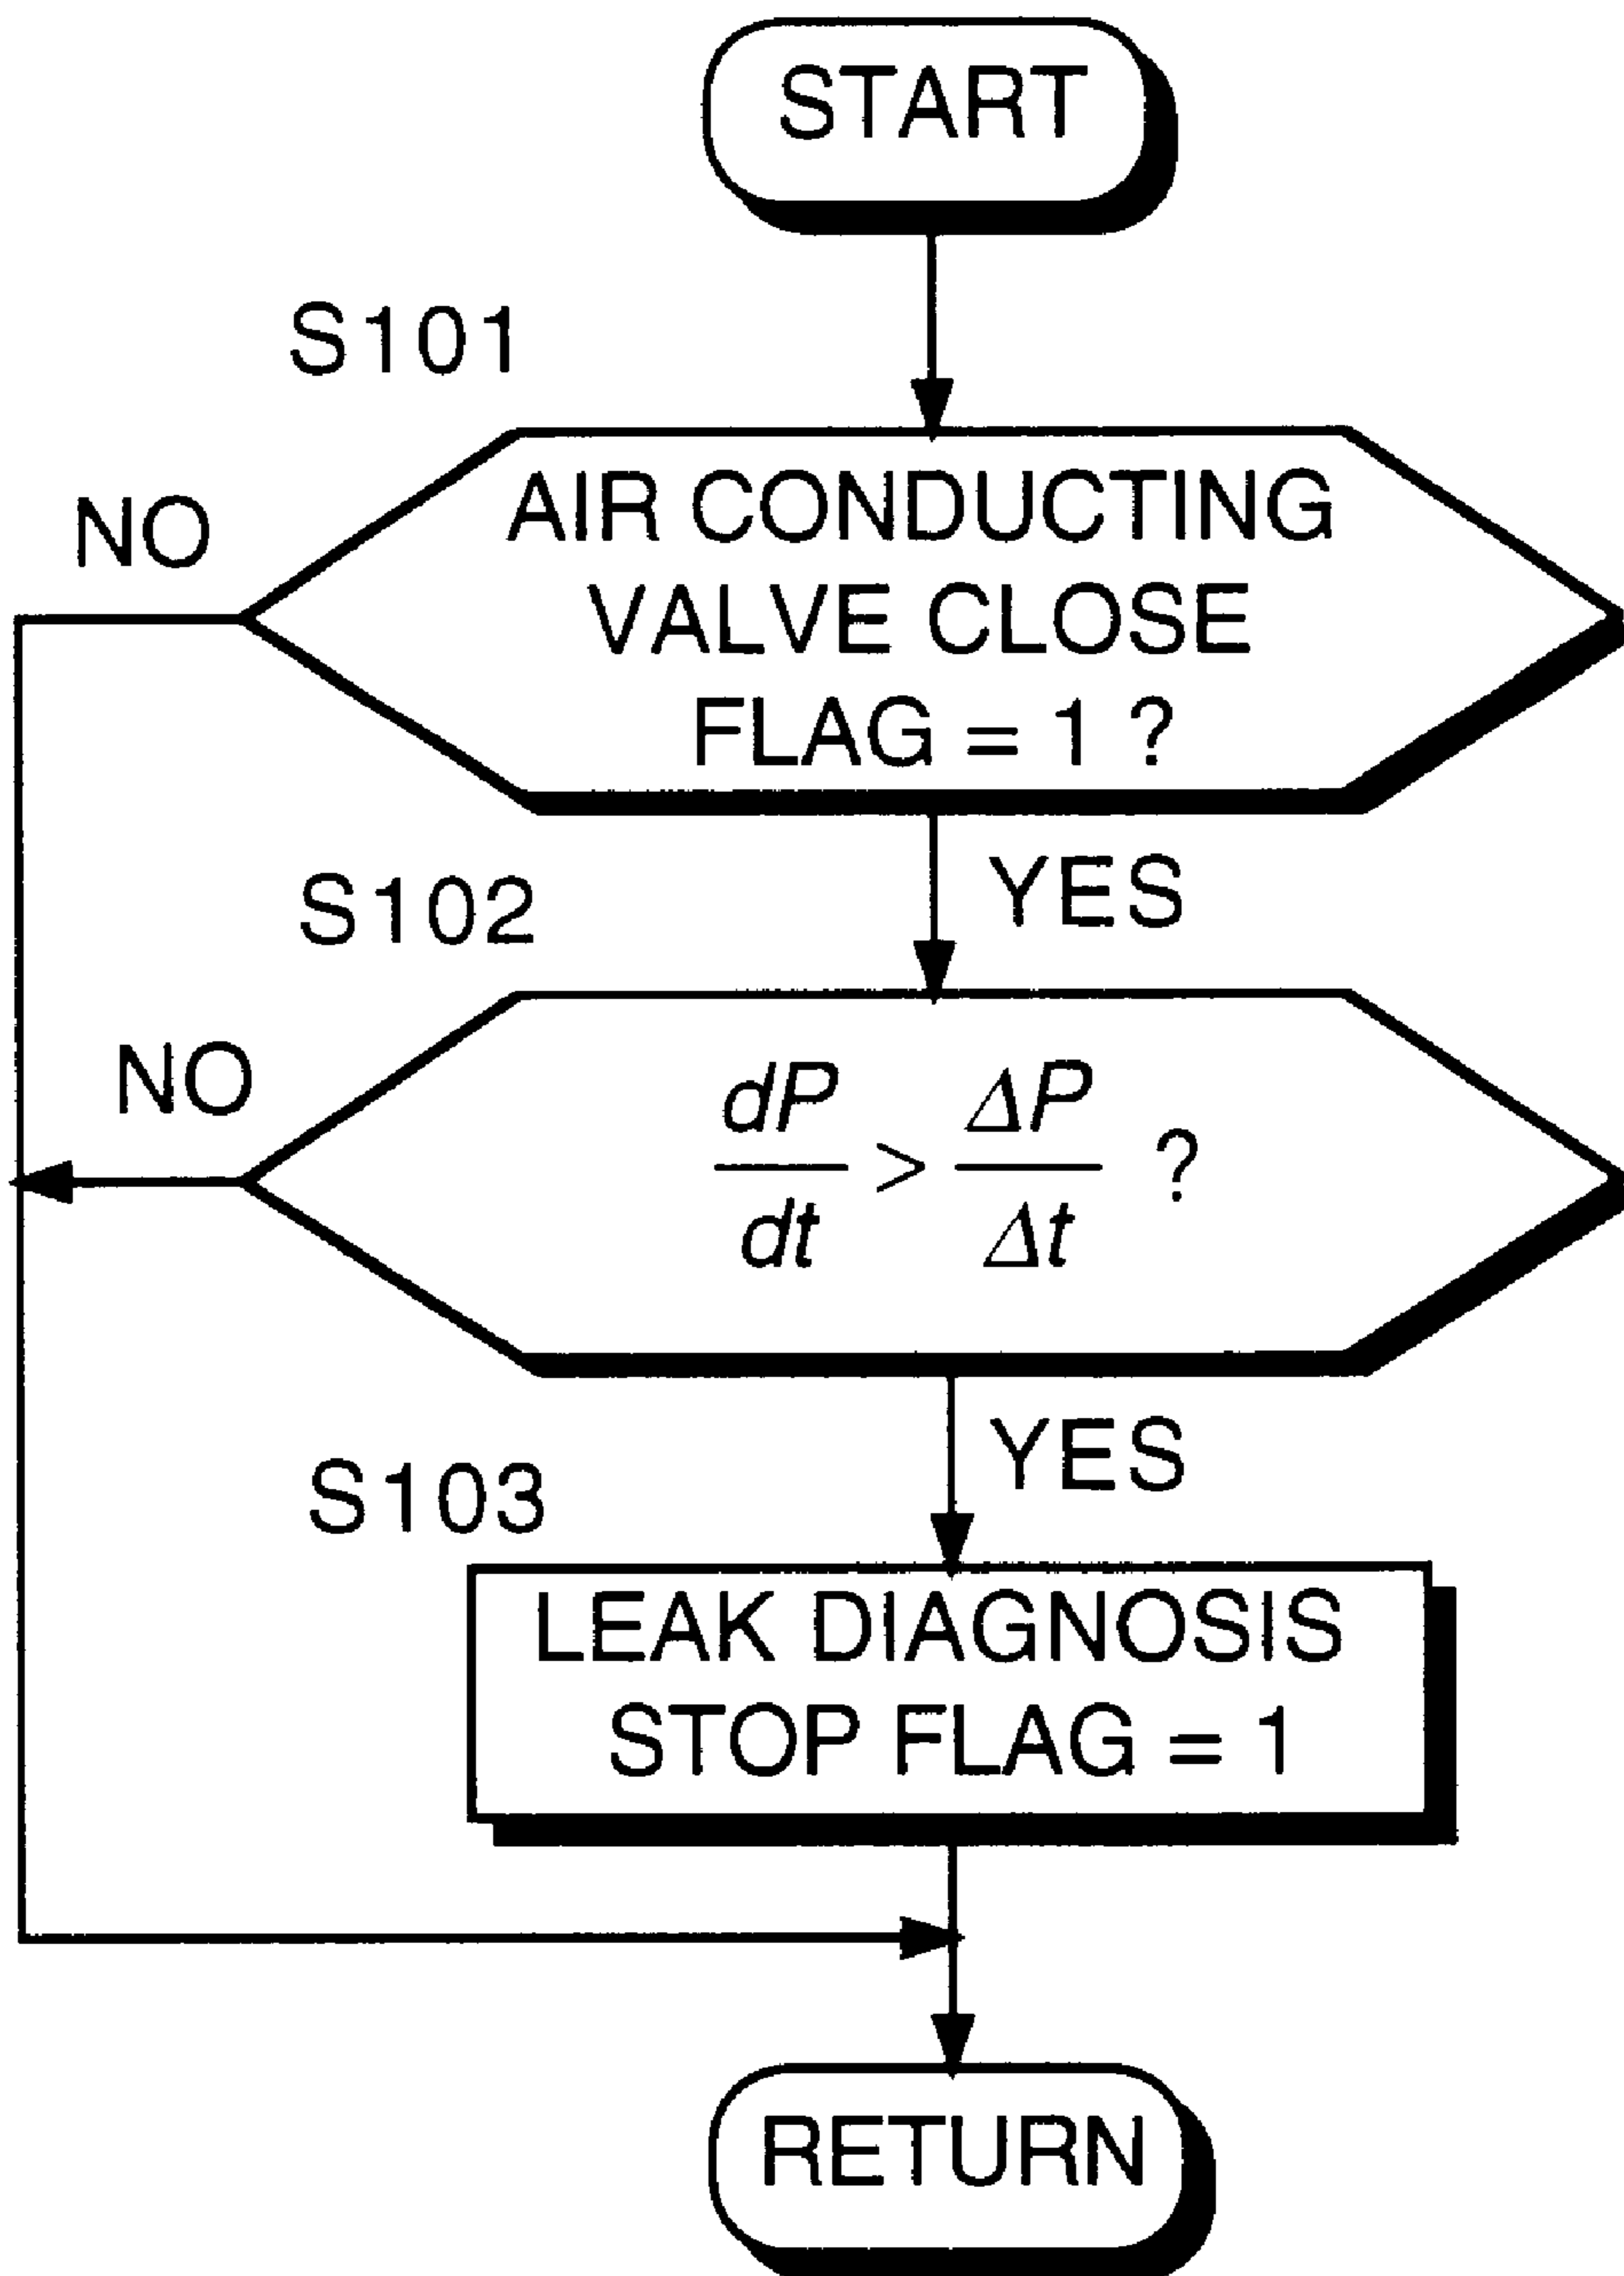 START
S101
NO
AIR CONDUCTING
VALVE CLOSE
FLAG = 1 ?
YES
S102
NO
dP/dt > ΔP/Δt ?
YES
S103
LEAK DIAGNOSIS
STOP FLAG = 1
RETURN